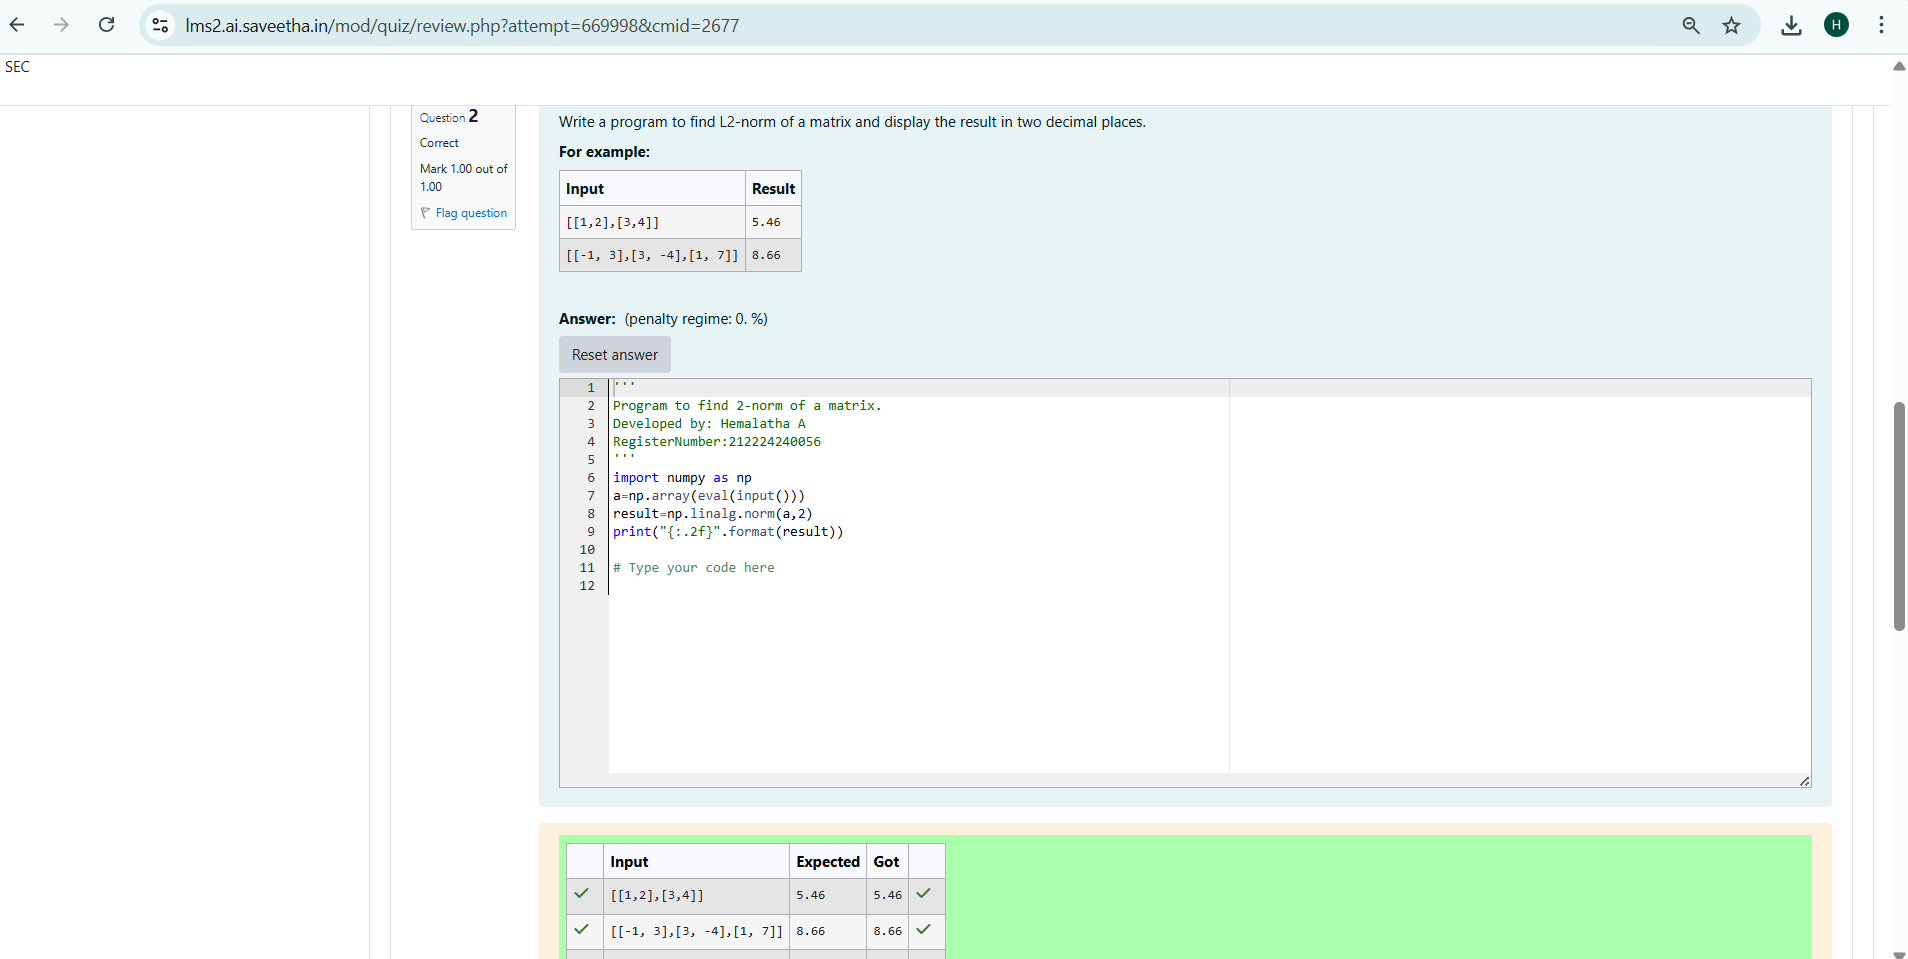 lms2.ai.saveetha.in/mod/quiz/review.php?attempt=669998&cmid=2677
H
SEC
Question 2
Correct
Mark 1.00 out of
1.00
Flag question
Write a program to find L2-norm of a matrix and display the result in two decimal places.
For example:
Input Result
[[1,2],[3,4]] 5.46
[[-1, 3],[3, -4],[1, 7]] 8.66
Answer: (penalty regime: 0. %)
Reset answer
1 '''
2 Program to find 2-norm of a matrix.
3 Developed by: Hemalatha A
4 RegisterNumber:212224240056
5 '''
6 import numpy as np
7 a=np.array(eval(input()))
8 result=np.linalg.norm(a,2)
9 print("{:.2f}".format(result))
10
11 # Type your code here
12
Input Expected Got
[[1,2],[3,4]] 5.46 5.46
[[-1, 3],[3, -4],[1, 7]] 8.66 8.66